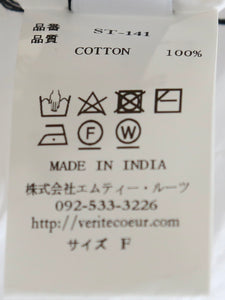 品番 ST-141
品質
COTTON 100%
F W
MADE IN INDIA
株式会社エムティー・ルーツ
092-533-3226
http://veritecoeur.com/
サイズ F